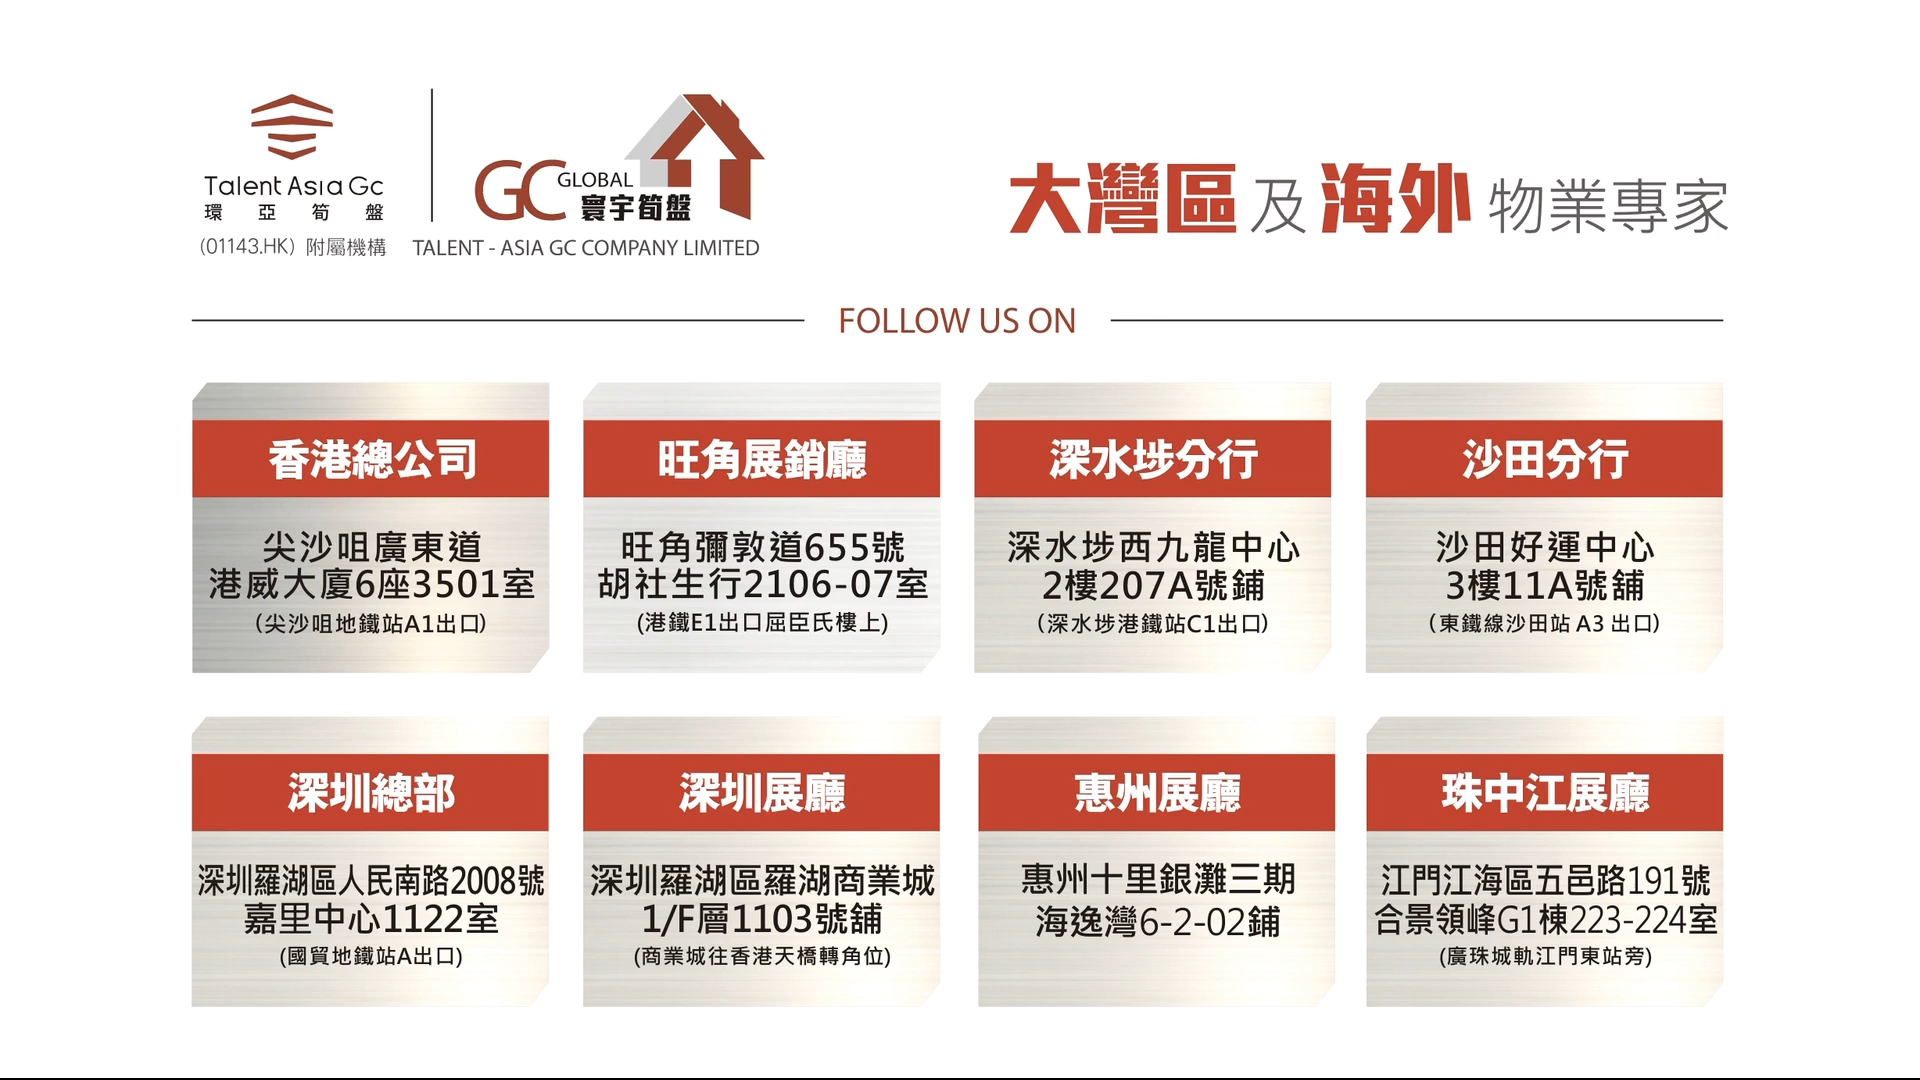 Talent Asia Gc
環亞筍盤
(01143.HK) 附屬機構
GC GLOBAL
寰宇筍盤
TALENT - ASIA GC COMPANY LIMITED
大灣區及海外物業專家
FOLLOW US ON
香港總公司
尖沙咀廣東道
港威大廈6座3501室
(尖沙咀地鐵站A1出口)
旺角展銷廳
旺角彌敦道655號
胡社生行2106-07室
(港鐵E1出口屈臣氏樓上)
深水埗分行
深水埗西九龍中心
2樓207A號鋪
(深水埗港鐵站C1出口)
沙田分行
沙田好運中心
3樓11A號舖
(東鐵線沙田站 A3 出口)
深圳總部
深圳羅湖區人民南路2008號
嘉里中心1122室
(國貿地鐵站A出口)
深圳展廳
深圳羅湖區羅湖商業城
1/F層1103號舖
(商業城往香港天橋轉角位)
惠州展廳
惠州十里銀灘三期
海逸灣6-2-02鋪
珠中江展廳
江門江海區五邑路191號
合景領峰G1棟223-224室
(廣珠城軌江門東站旁)